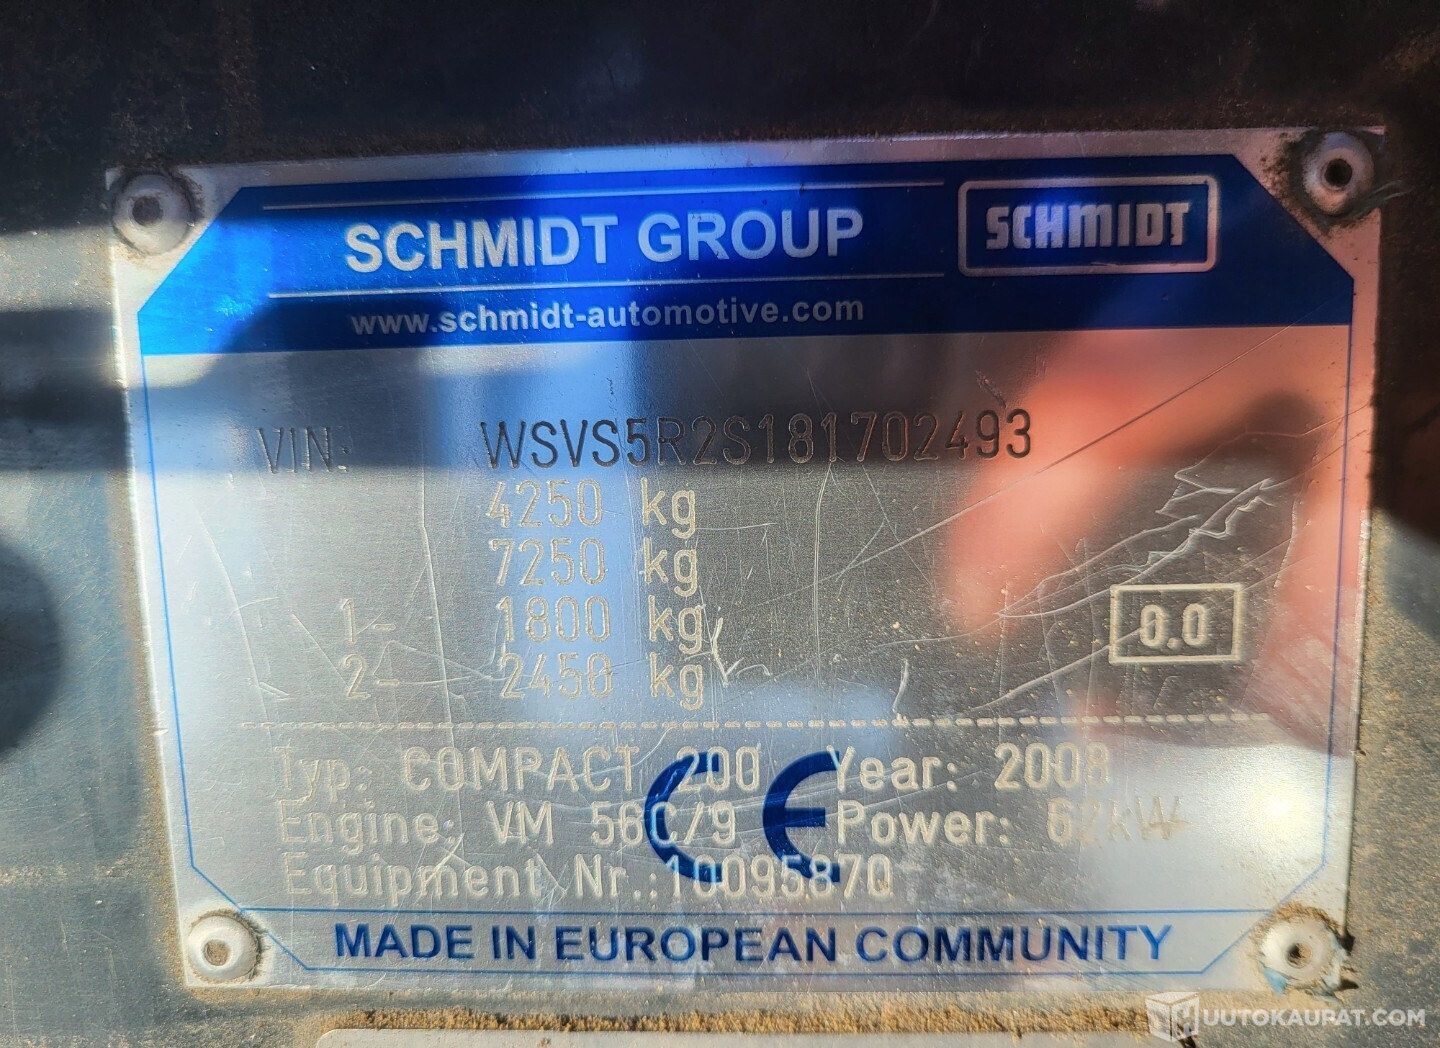 SCHMIDT GROUP
SCHMIDT
www.schmidt-automotive.com
VIN: WSVS5R2S181702493
4250 kg
7250 kg
1- 1800 kg
2- 2450 kg
0.0
Typ: COMPACT 200 Year: 2008
Engine: VM 56C/9 Power: 62kW
Equipment Nr.: 10095870
CE
MADE IN EUROPEAN COMMUNITY
UUTOKAURAT.COM